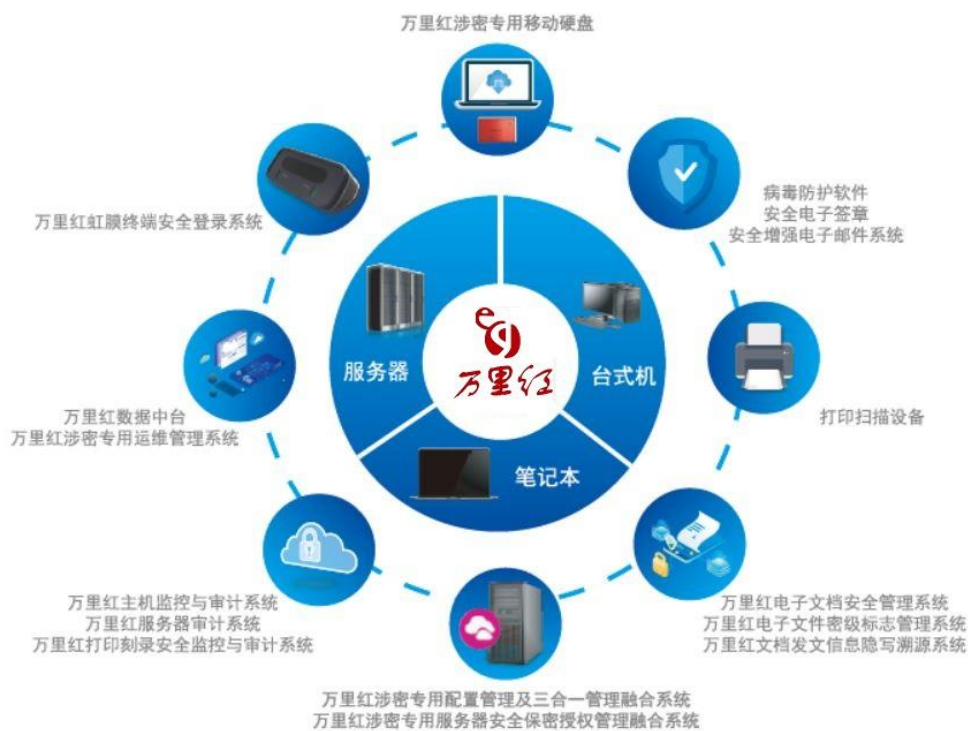 万里红涉密专用移动硬盘
病毒防护软件
安全电子签章
安全增强电子邮件系统
万里红虹膜终端安全登录系统
服务器
万里红
台式机
笔记本
打印扫描设备
万里红数据中台
万里红涉密专用运维管理系统
万里红主机监控与审计系统
万里红服务器审计系统
万里红打印刻录安全监控与审计系统
万里红电子文档安全管理系统
万里红电子文件密级标志管理系统
万里红文档发文信息隐写溯源系统
万里红涉密专用配置管理及三合一管理融合系统
万里红涉密专用服务器安全保密授权管理融合系统